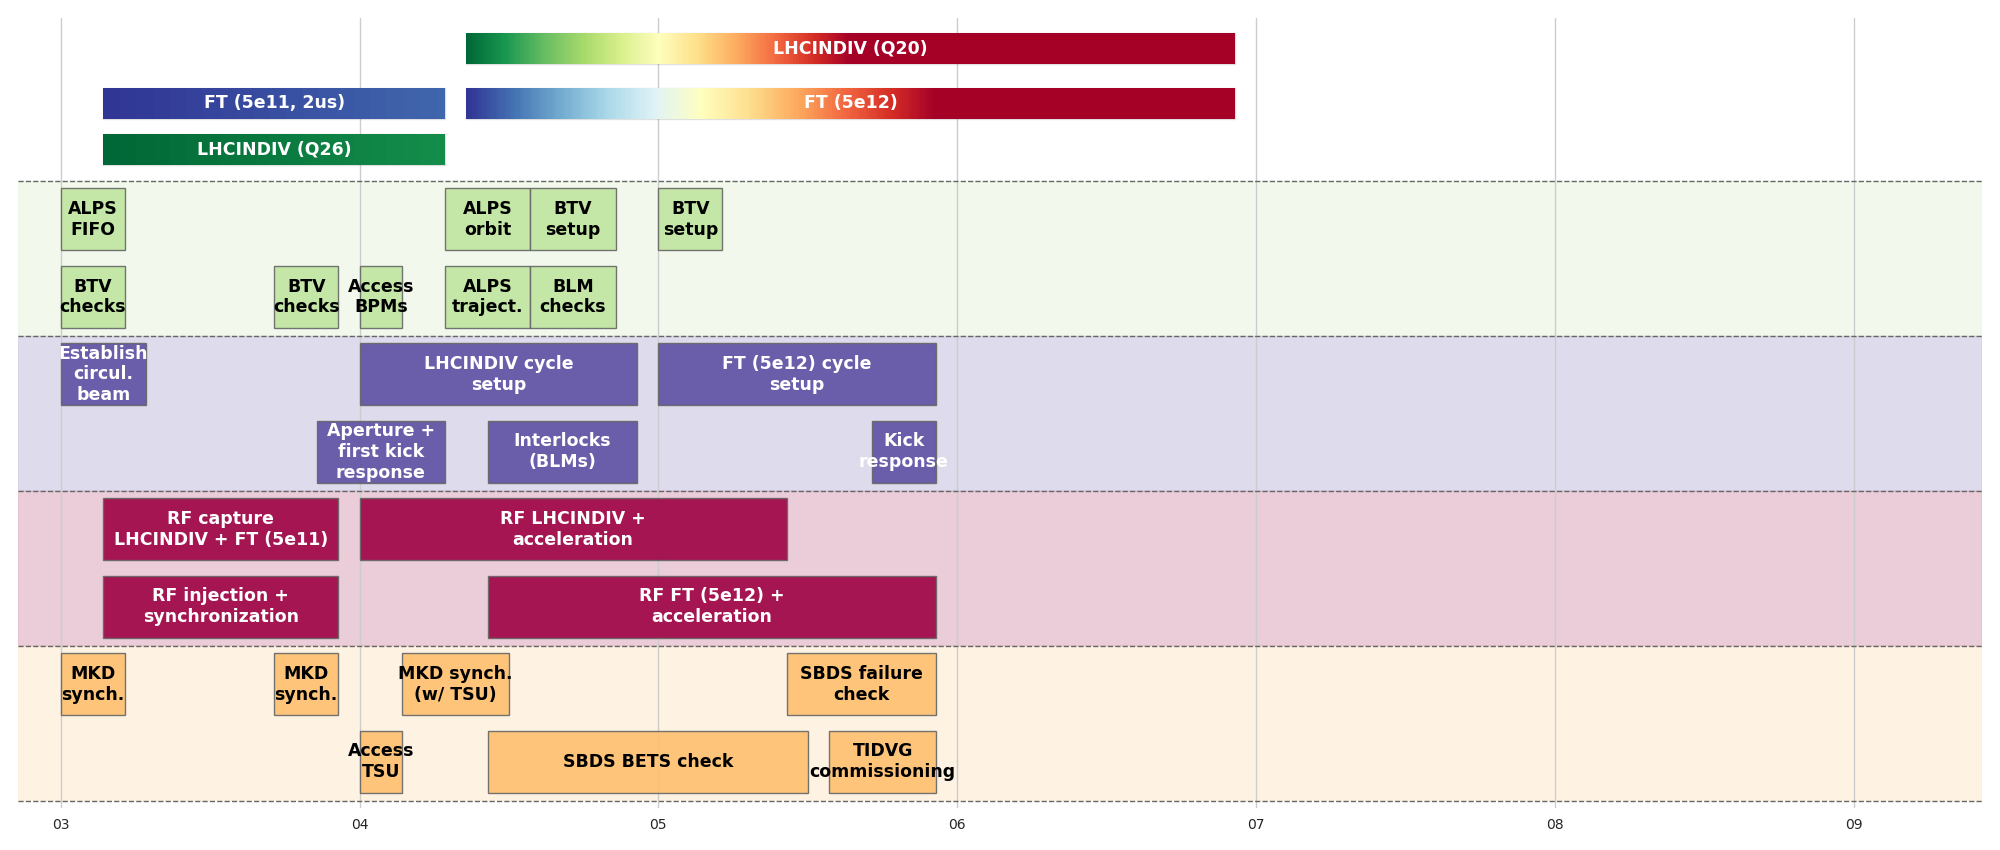 LHCINDIV (Q20)
FT (5e11, 2us)
FT (5e12)
LHCINDIV (Q26)
ALPS
FIFO
ALPS
orbit
BTV
setup
BTV
setup
BTV
checks
BTV
checks
Access
BPMs
ALPS
traject.
BLM
checks
Establish
circul.
beam
LHCINDIV cycle
setup
FT (5e12) cycle
setup
Aperture +
first kick
response
Interlocks
(BLMs)
Kick
response
RF capture
LHCINDIV + FT (5e11)
RF LHCINDIV +
acceleration
RF injection +
synchronization
RF FT (5e12) +
acceleration
MKD
synch.
MKD
synch.
MKD synch.
(w/ TSU)
SBDS failure
check
Access
TSU
SBDS BETS check
TIDVG
commissioning
03
04
05
06
07
08
09